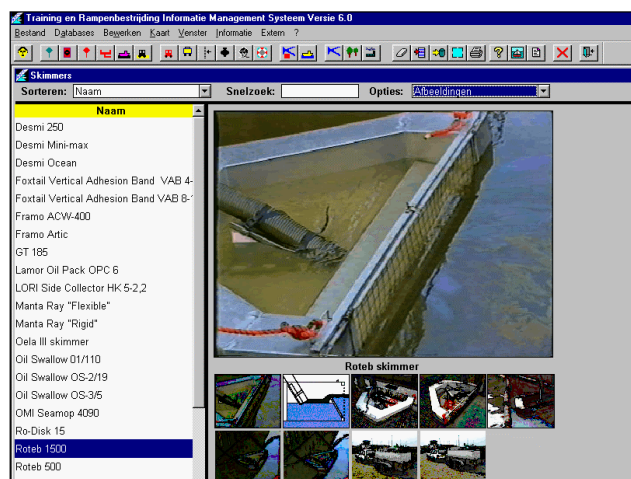 Training en Rampenbestrijding Informatie Management Systeem Versie 6.0
Bestand Databases Bewerken Kaart Venster Informatie Extern ?
Skimmers
Sorteren: Naam Snelzoek: Opties: Afbeeldingen
Naam
Desmi 250
Desmi Mini-max
Desmi Ocean
Foxtail Vertical Adhesion Band VAB 4-
Foxtail Vertical Adhesion Band VAB 8-
Framo ACW-400
Framo Artic
GT 185
Lamor Oil Pack OPC 6
LORI Side Collector HK 5-2,2
Manta Ray "Flexible"
Manta Ray "Rigid"
Oela III skimmer
Oil Swallow 01/110
Oil Swallow OS-2/19
Oil Swallow OS-3/5
OMI Seamop 4090
Ro-Disk 15
Roteb 1500
Roteb 500
Roteb skimmer